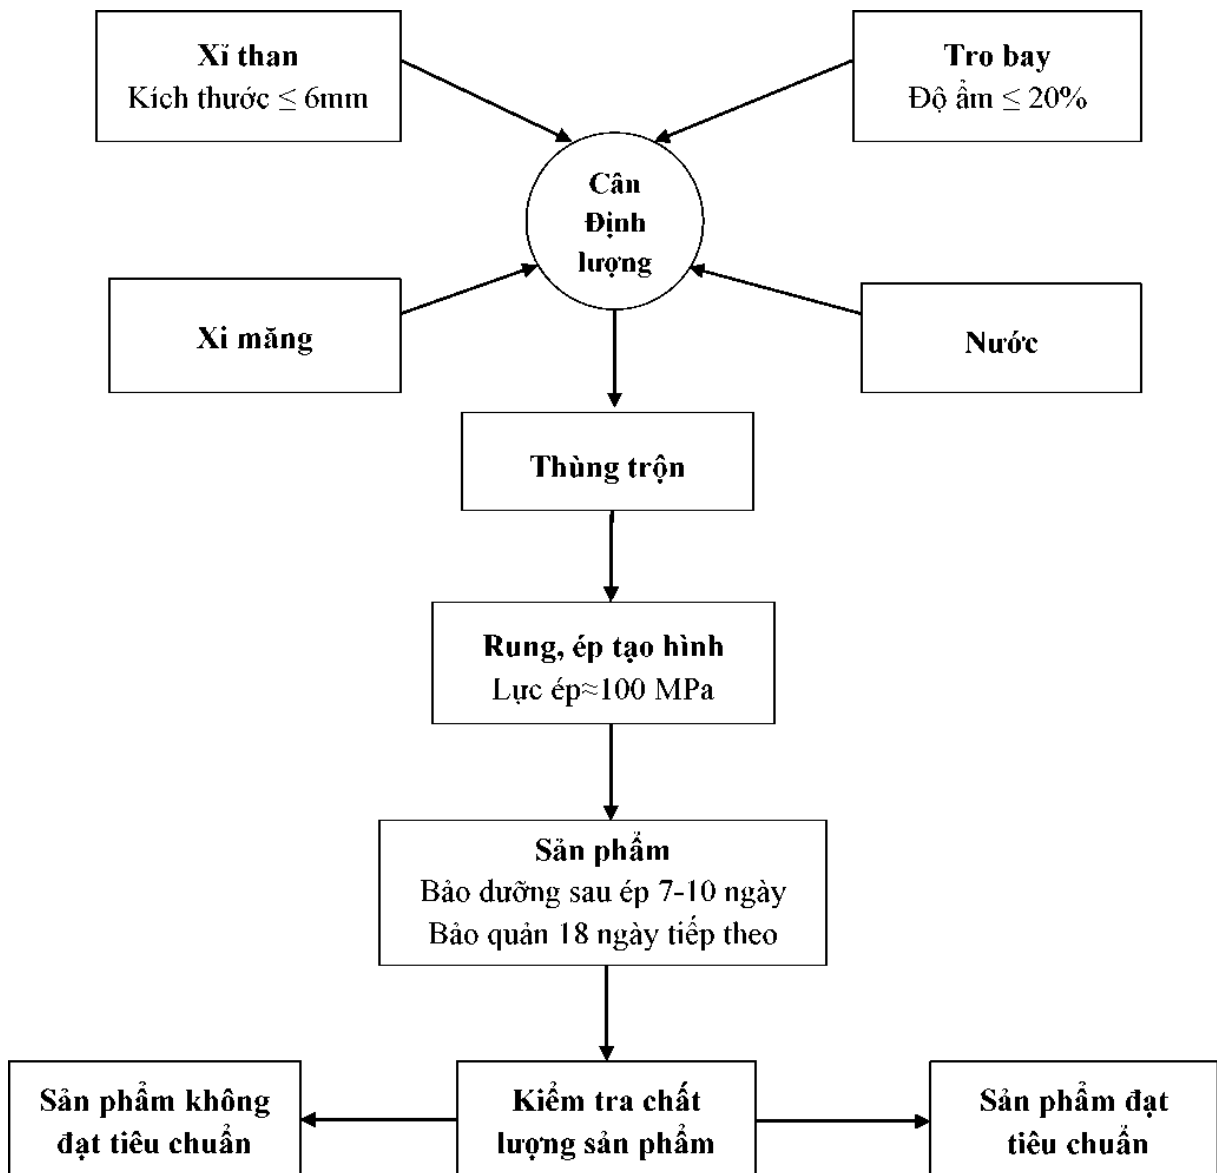 Xỉ than
Kích thước ≤ 6mm
Tro bay
Độ ẩm ≤ 20%
Cân
Định
lượng
Xi măng
Nước
Thùng trộn
Rung, ép tạo hình
Lực ép≈100 MPa
Sản phẩm
Bảo dưỡng sau ép 7-10 ngày
Bảo quản 18 ngày tiếp theo
Sản phẩm không
đạt tiêu chuẩn
Kiểm tra chất
lượng sản phẩm
Sản phẩm đạt
tiêu chuẩn